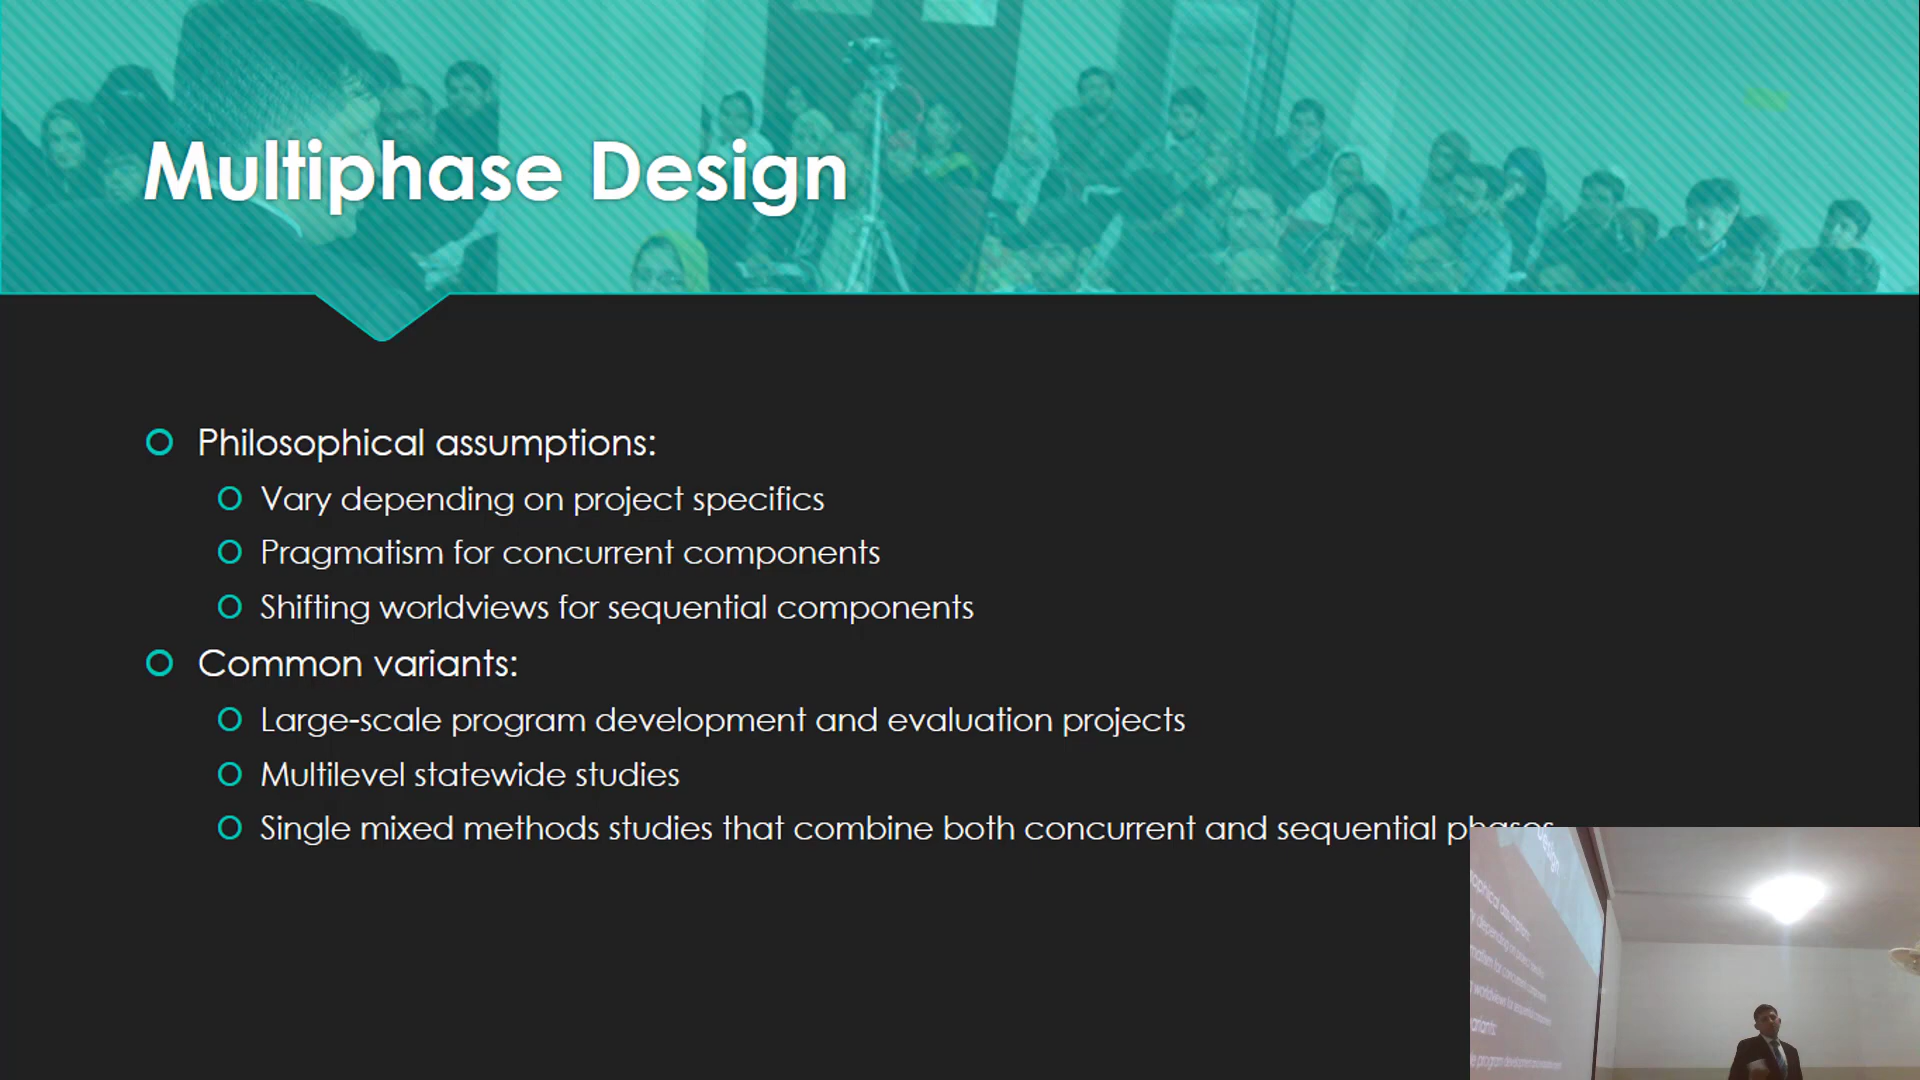 Multiphase Design
Philosophical assumptions:
Vary depending on project specifics
Pragmatism for concurrent components
Shifting worldviews for sequential components
Common variants:
Large-scale program development and evaluation projects
Multilevel statewide studies
Single mixed methods studies that combine both concurrent and sequential phases